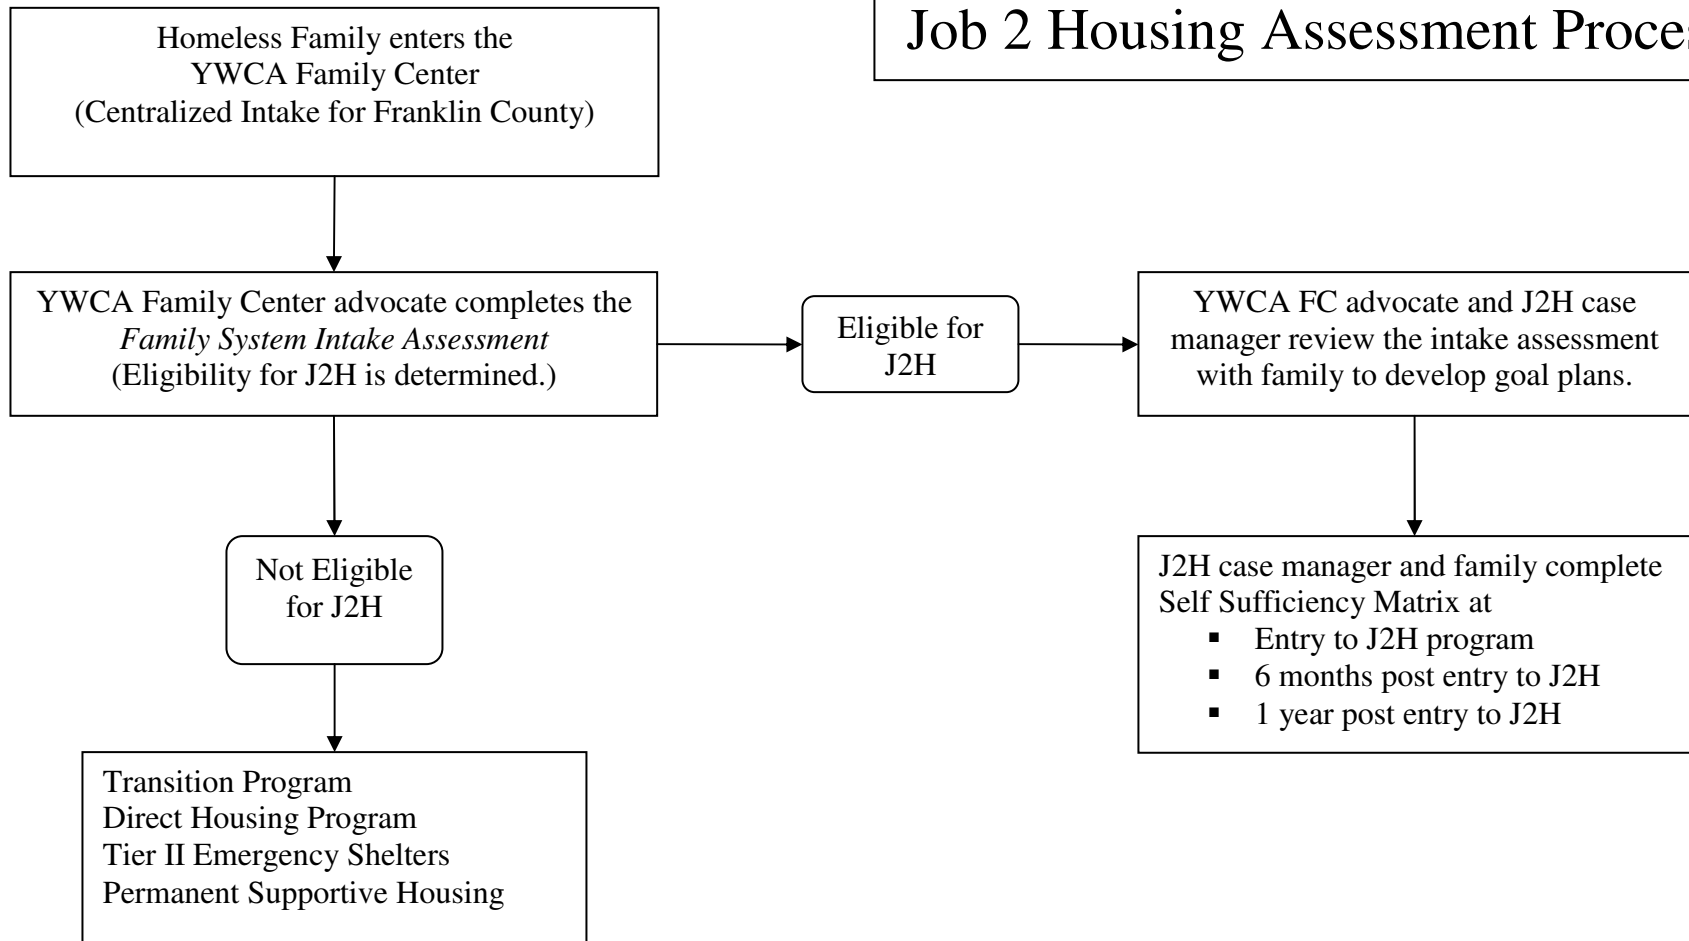 Job 2 Housing Assessment
Homeless Family enters the
YWCA Family Center
(Centralized Intake for Franklin County)
YWCA Family Center advocate completes the
Family System Intake Assessment
(Eligibility for J2H is determined.)
Eligible for
J2H
YWCA FC advocate and J2H case
manager review the intake assessment
with family to develop goal plans.
Not Eligible
for J2H
J2H case manager and family complete
Self Sufficiency Matrix at
▪ Entry to J2H program
▪ 6 months post entry to J2H
▪ 1 year post entry to J2H
Transition Program
Direct Housing Program
Tier II Emergency Shelters
Permanent Supportive Housing